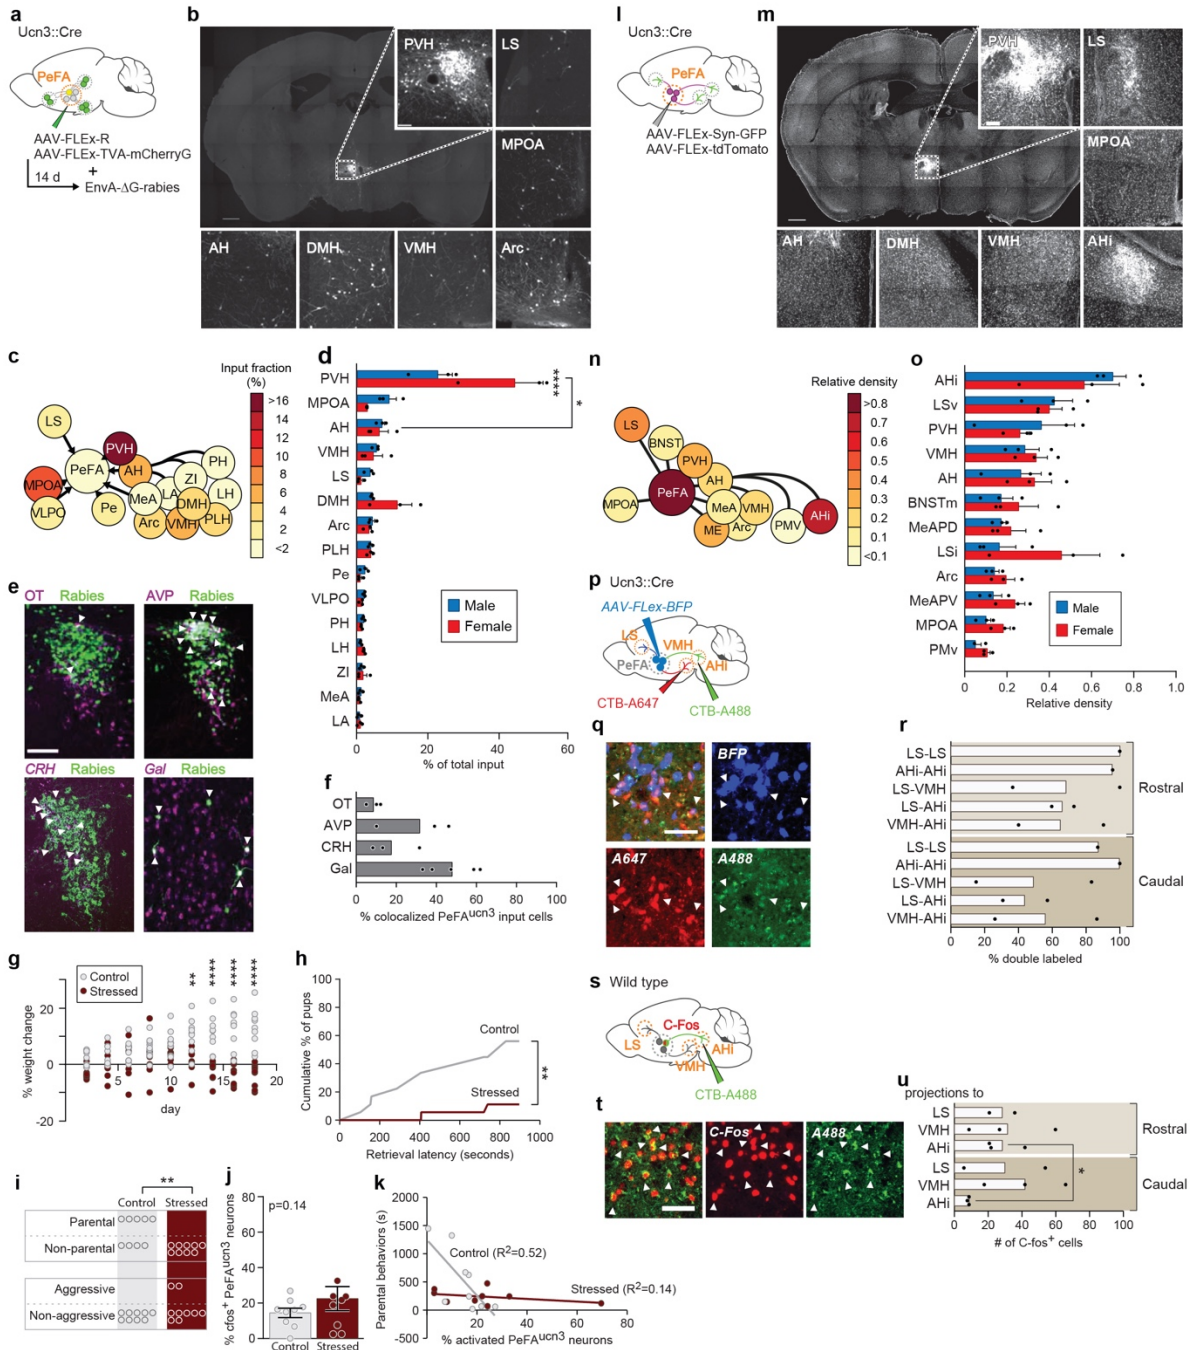 a
Ucn3::Cre
PeFA
AAV-FLEx-R
AAV-FLEx-TVA-mCherryG
+
14 d
EnvA-ΔG-rabies
b
PVH
LS
MPOA
AH
DMH
VMH
Arc
l
Ucn3::Cre
PeFA
AAV-FLEx-Syn-GFP
AAV-FLEx-tdTomato
m
PVH
LS
MPOA
AH
DMH
VMH
AHi
c
Input fraction
(%)
>16
14
12
10
8
6
4
2
<2
LS
PVH
PeFA
AH
PH
ZI
MPOA
MeA
LA
LH
VLPO
Pe
Arc
VMH
DMH
PLH
d
PVH
MPOA
AH
VMH
LS
DMH
Arc
PLH
Pe
VLPO
PH
LH
ZI
MeA
LA
****
*
Male
Female
0
20
40
60
% of total input
n
Relative density
>0.8
0.7
0.6
0.5
0.4
0.3
0.2
0.1
<0.1
LS
BNST
PVH
PeFA
AH
MPOA
MeA
VMH
ME
Arc
PMV
AHi
o
AHi
LSv
PVH
VMH
AH
BNSTm
MeAPD
LSi
Arc
MeAPV
MPOA
PMv
Male
Female
0
0.2
0.4
0.6
0.8
1.0
Relative density
e
OT Rabies
AVP Rabies
CRH Rabies
Gal Rabies
f
OT
AVP
CRH
Gal
0
20
40
60
80
100
% colocalized PeFAucn3 input cells
p
Ucn3::Cre
AAV-FLex-BFP
LS
VMH
PeFA
AHi
CTB-A647
CTB-A488
q
BFP
A647
A488
r
LS-LS
AHi-AHi
LS-VMH
LS-AHi
VMH-AHi
Rostral
LS-LS
AHi-AHi
LS-VMH
LS-AHi
VMH-AHi
Caudal
0
20
40
60
80
100
% double labeled
g
Control
Stressed
**
****
****
****
20
0
-20
% weight change
5
10
15
20
day
h
100
80
60
40
20
0
Cumulative % of pups
Control
Stressed
**
0
200
400
600
800
1000
Retrieval latency (seconds)
s
Wild type
C-Fos
LS
AHi
VMH
CTB-A488
t
C-Fos
A488
u
projections to
LS
VMH
AHi
Rostral
LS
VMH
AHi
Caudal
*
0
20
40
60
80
100
# of C-fos+ cells
i
**
Control
Stressed
Parental
Non-parental
Aggressive
Non-aggressive
j
80
60
40
20
0
% cfos+ PeFAucn3 neurons
p=0.14
Control
Stressed
k
2000
1500
1000
500
0
-500
Parental behaviors (s)
Control (R2=0.52)
Stressed (R2=0.14)
20
40
60
80
% activated PeFAucn3 neurons